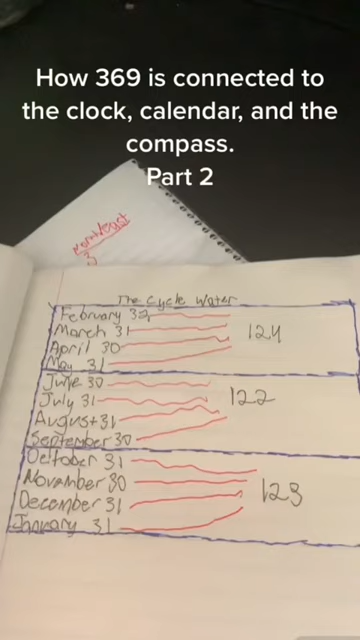 How 369 is connected to
the clock, calendar, and the
compass.
Part 2
Northeast
3
The Cycle Water
February 32
March 31
April 30
May 31
124
June 30
July 31
August 31
September 30
122
October 31
November 30
December 31
January 31
123